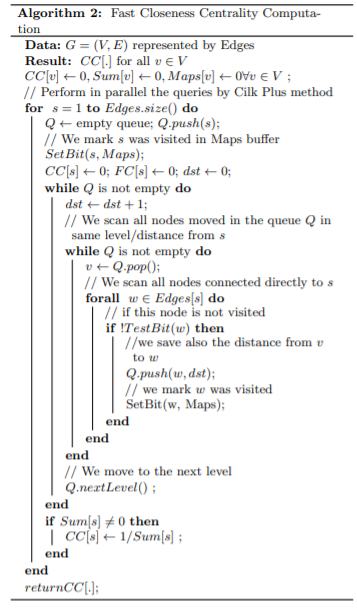 Algorithm 2: Fast Closeness Centrality Computa-
tion
Data: G = (V, E) represented by Edges
Result: CC[.] for all v ∈ V
CC[v] ← 0, Sum[v] ← 0, Maps[v] ← 0∀v ∈ V ;
// Perform in parallel the queries by Cilk Plus method
for s = 1 to Edges.size() do
Q ← empty queue; Q.push(s);
// We mark s was visited in Maps buffer
SetBit(s, Maps);
CC[s] ← 0; FC[s] ← 0; dst ← 0;
while Q is not empty do
dst ← dst + 1;
// We scan all nodes moved in the queue Q in
same level/distance from s
while Q is not empty do
v ← Q.pop();
// We scan all nodes connected directly to s
forall w ∈ Edges[s] do
// if this node is not visited
if !TestBit(w) then
//we save also the distance from v
to w
Q.push(w, dst);
// we mark w was visited
SetBit(w, Maps);
end
end
end
// We move to the next level
Q.nextLevel() ;
end
if Sum[s] ≠ 0 then
CC[s] ← 1/Sum[s] ;
end
end
returnCC[.];